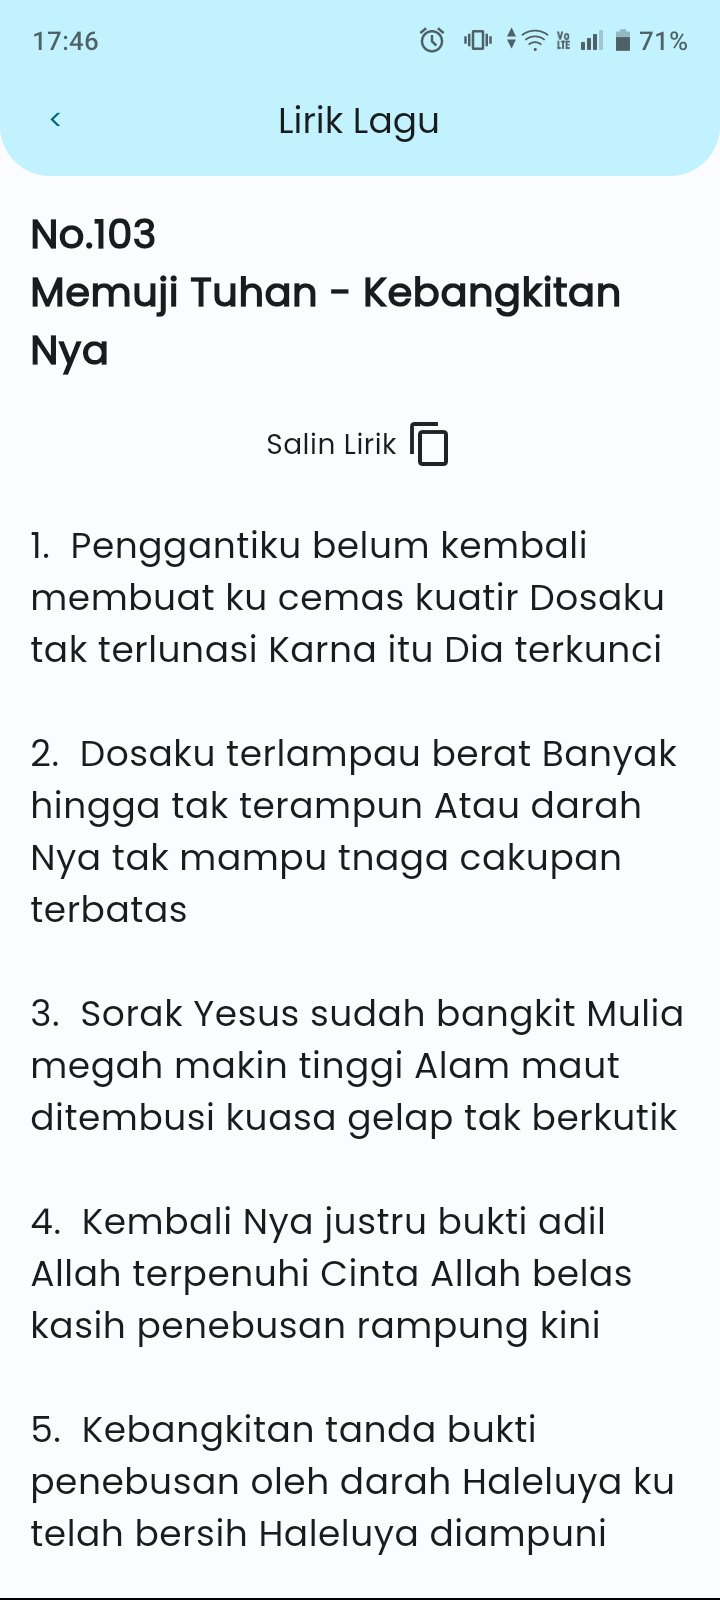 17:46
Vo
LTE
71%
<
Lirik Lagu
No.103
Memuji Tuhan - Kebangkitan
Nya
Salin Lirik
1. Penggantiku belum kembali
membuat ku cemas kuatir Dosaku
tak terlunasi Karna itu Dia terkunci
2. Dosaku terlampau berat Banyak
hingga tak terampun Atau darah
Nya tak mampu tnaga cakupan
terbatas
3. Sorak Yesus sudah bangkit Mulia
megah makin tinggi Alam maut
ditembusi kuasa gelap tak berkutik
4. Kembali Nya justru bukti adil
Allah terpenuhi Cinta Allah belas
kasih penebusan rampung kini
5. Kebangkitan tanda bukti
penebusan oleh darah Haleluya ku
telah bersih Haleluya diampuni